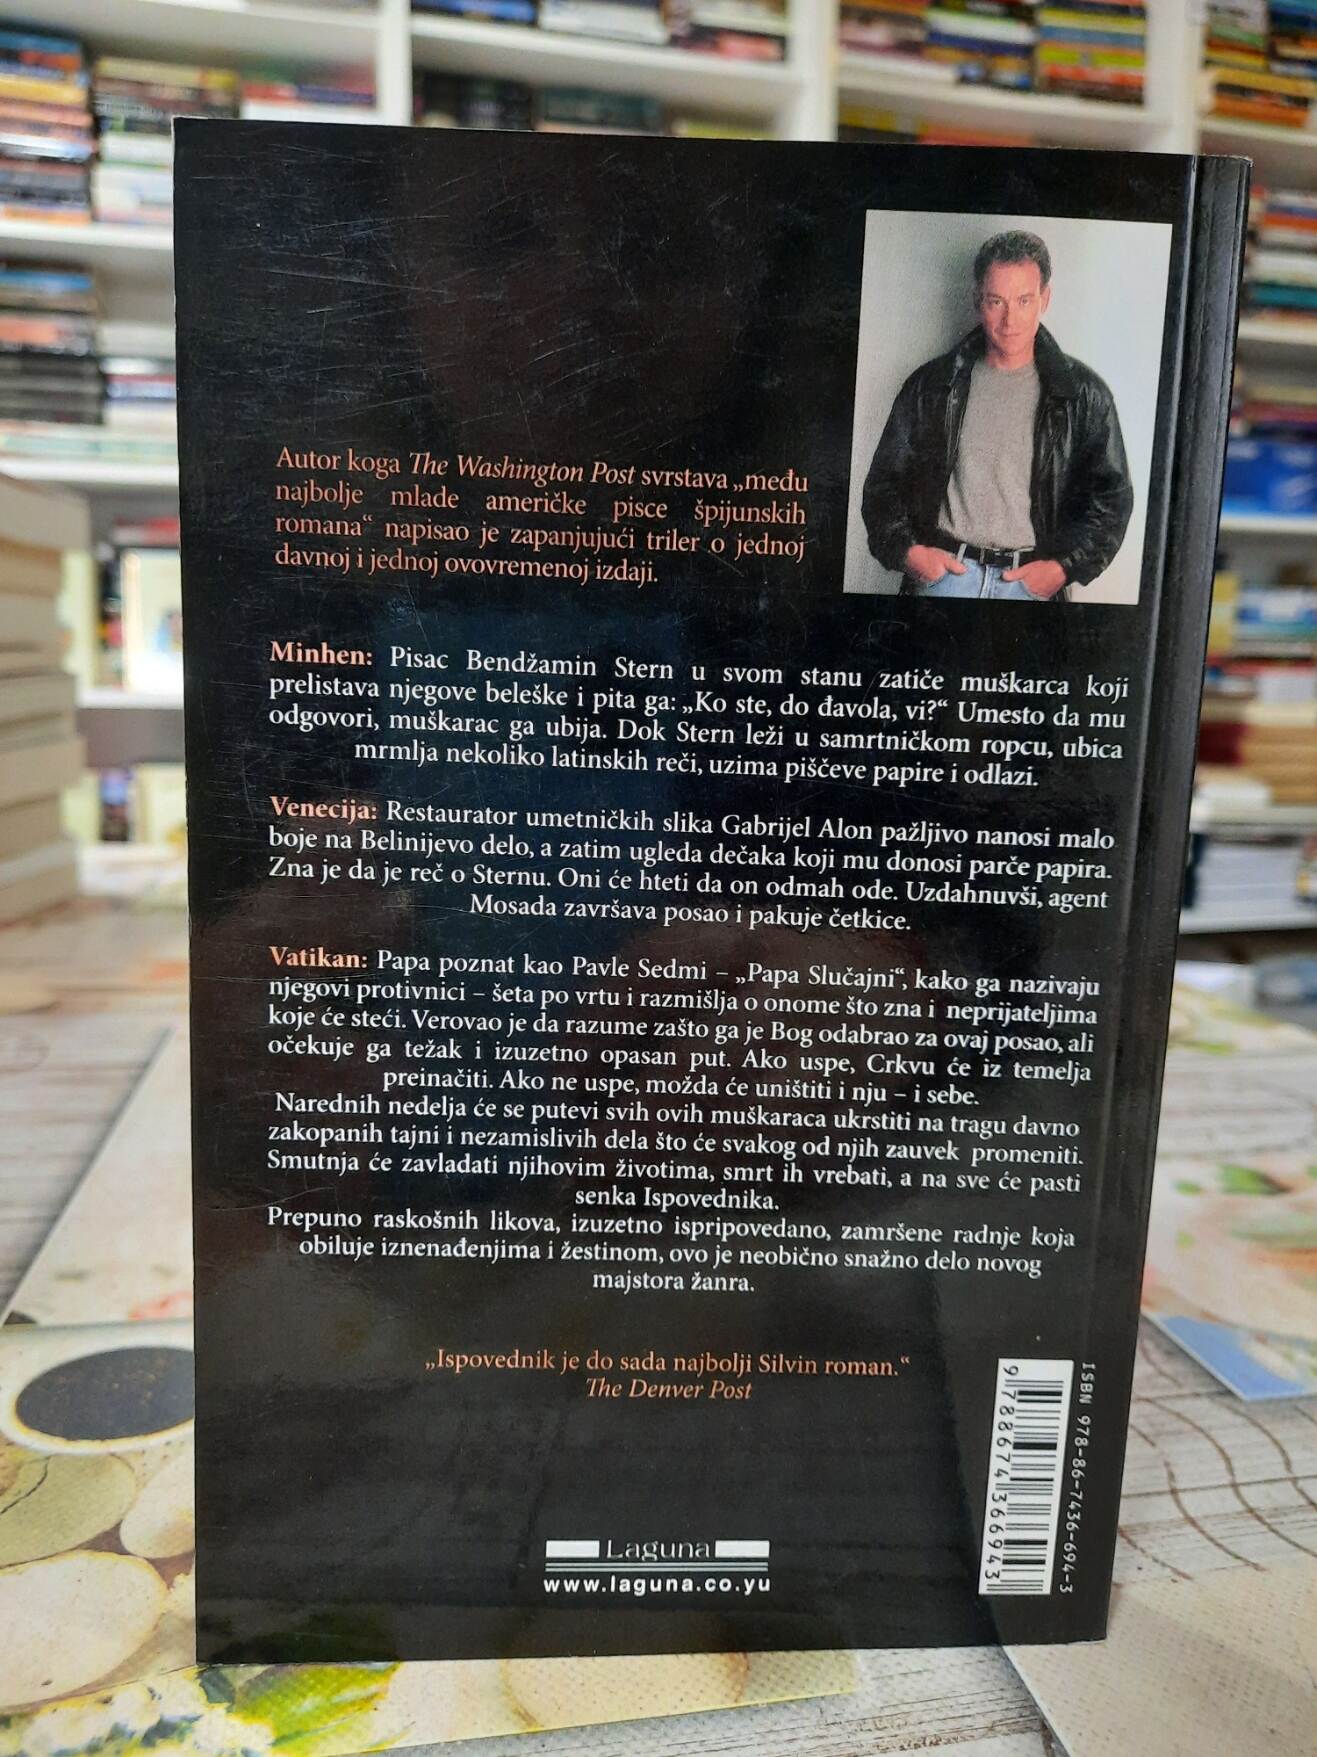 Autor koga The Washington Post svrstava „među
najbolje mlade američke pisce špijunskih
romana“ napisao je zapanjujući triler o jednoj
davnoj i jednoj ovovremenoj izdaji.
Minhen: Pisac Bendžamin Stern u svom stanu zatiče muškarca koji
prelistava njegove beleške i pita ga: „Ko ste, do đavola, vi?“ Umesto da mu
odgovori, muškarac ga ubija. Dok Stern leži u samrtničkom ropcu, ubica
mrmlja nekoliko latinskih reči, uzima piščeve papire i odlazi.
Venecija: Restaurator umetničkih slika Gabrijel Alon pažljivo nanosi malo
boje na Belinijevo delo, a zatim ugleda dečaka koji mu donosi parče papira.
Zna je da je reč o Sternu. Oni će hteti da on odmah ode. Uzdahnuvši, agent
Mosada završava posao i pakuje četkice.
Vatikan: Papa poznat kao Pavle Sedmi – „Papa Slučajni“, kako ga nazivaju
njegovi protivnici – šeta po vrtu i razmišlja o onome što zna i neprijateljima
koje će steći. Verovao je da razume zašto ga je Bog odabrao za ovaj posao, ali
očekuje ga težak i izuzetno opasan put. Ako uspe, Crkvu će iz temelja
preinačiti. Ako ne uspe, možda će uništiti i nju – i sebe.
Narednih nedelja će se putevi svih ovih muškaraca ukrstiti na tragu davno
zakopanih tajni i nezamislivih dela što će svakog od njih zauvek promeniti.
Smutnja će zavladati njihovim životima, smrt ih vrebati, a na sve će pasti
senka Ispovednika.
Prepuno raskošnih likova, izuzetno ispripovedano, zamršene radnje koja
obiluje iznenađenjima i žestinom, ovo je neobično snažno delo novog
majstora žanra.
„Ispovednik je do sada najbolji Silvin roman.“
The Denver Post
ISBN 978-86-7436-694-3
9788674366943
Laguna
www.laguna.co.yu